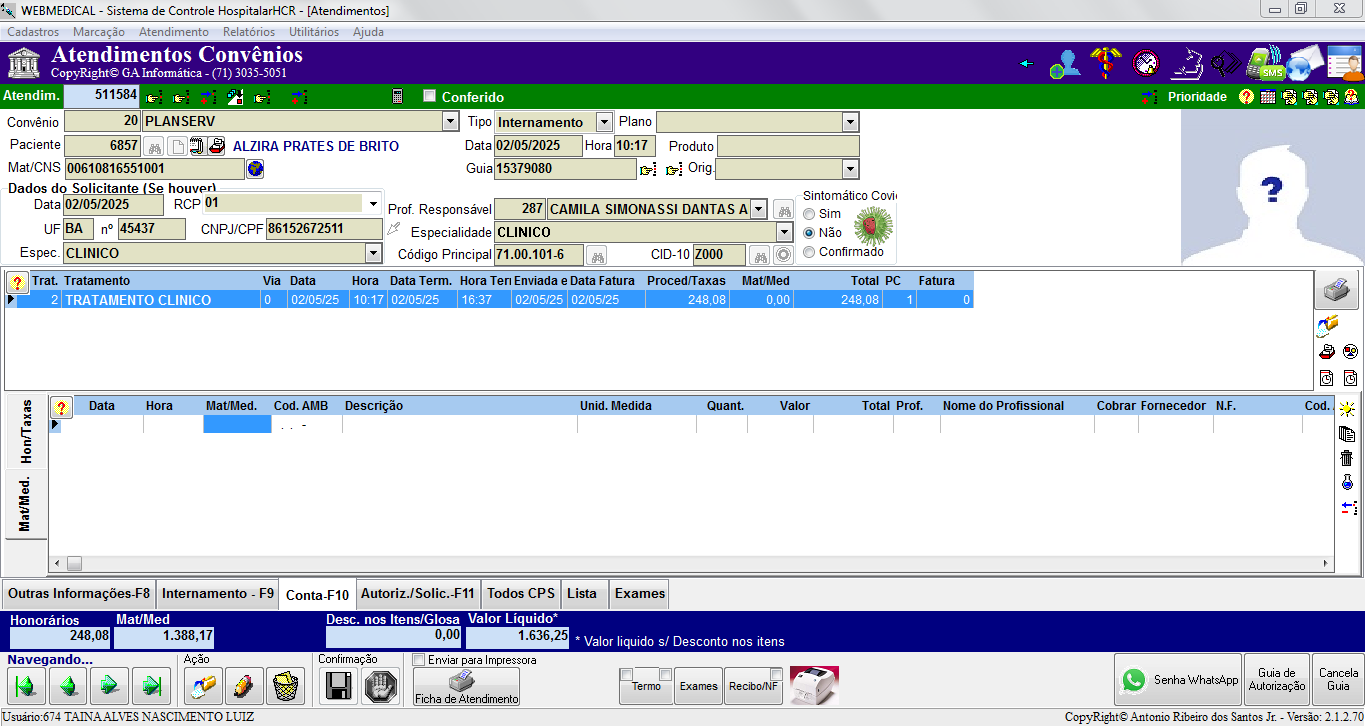 WEBMEDICAL - Sistema de Controle HospitalarHCR - [Atendimentos]
Cadastros Marcação Atendimento Relatórios Utilitários Ajuda
Atendimentos Convênios
CopyRight© GA Informática - (71) 3035-5051
SMS
Atendim. 511584 Conferido Prioridade
Convênio 20 PLANSERV Tipo Internamento Plano
Paciente 6857 ALZIRA PRATES DE BRITO Data 02/05/2025 Hora 10:17 Produto
Mat/CNS 00610816551001 Guia 15379080 Orig.
Dados do Solicitante (Se houver) Sintomático Covi
Data 02/05/2025 RCP 01 Prof. Responsável 287 CAMILA SIMONASSI DANTAS A Sim
UF BA nº 45437 CNPJ/CPF 86152672511 Especialidade CLINICO Não
Espec. CLINICO Código Principal 71.00.101-6 CID-10 Z000 Confirmado
Trat. Tratamento Via Data Hora Data Term. Hora Teri Enviada e Data Fatura Proced/Taxas Mat/Med Total PC Fatura
2 TRATAMENTO CLINICO 0 02/05/25 10:17 02/05/25 16:37 02/05/25 02/05/25 248,08 0,00 248,08 1 0
Hon/Taxas
Mat/Med.
Data Hora Mat/Med. Cod. AMB Descrição Unid. Medida Quant. Valor Total Prof. Nome do Profissional Cobrar Fornecedor N.F. Cod.
. . -
Outras Informações-F8 Internamento - F9 Conta-F10 Autoriz./Solic.-F11 Todos CPS Lista Exames
Honorários Mat/Med Desc. nos Itens/Glosa Valor Líquido*
248,08 1.388,17 0,00 1.636,25 * Valor liquido s/ Desconto nos itens
Navegando... Ação Confirmação Enviar para Impressora
Ficha de Atendimento Termo Exames Recibo/NF Senha WhatsApp Guia de Autorização Cancela Guia
Usuário:674 TAINA ALVES NASCIMENTO LUIZ CopyRight© Antonio Ribeiro dos Santos Jr. - Versão: 2.1.2.70